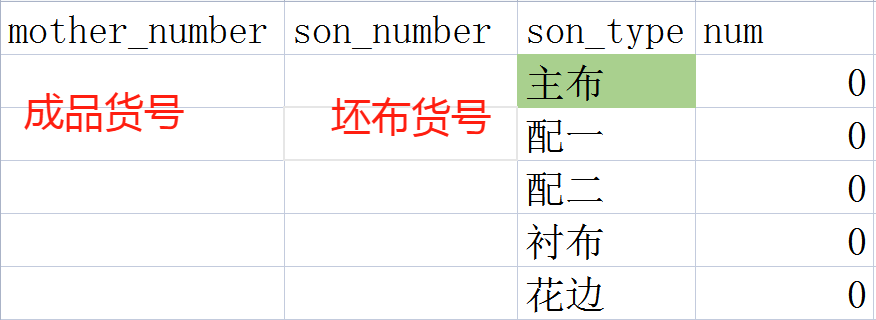 mother_number son_number son_type num
主布 0
成品货号 坯布货号
配一 0
配二 0
衬布 0
花边 0